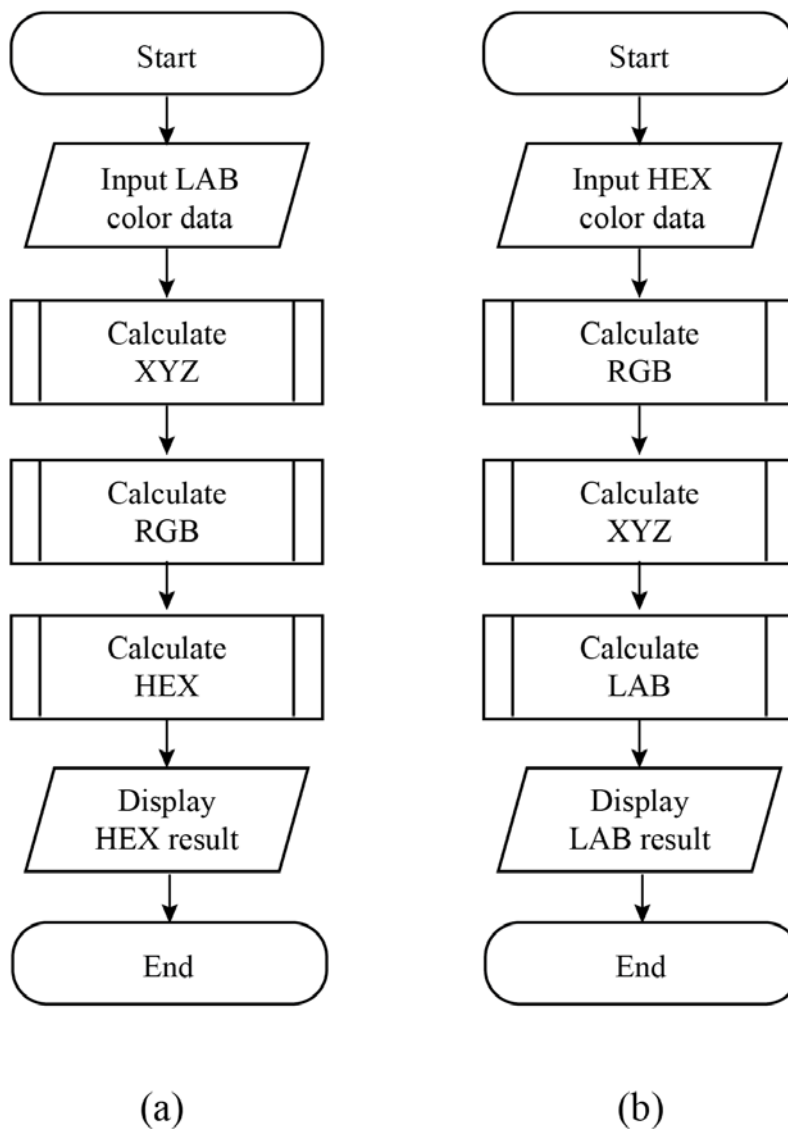 Start
Input LAB
color data
Calculate
XYZ
Calculate
RGB
Calculate
HEX
Display
HEX result
End
(a)
Start
Input HEX
color data
Calculate
RGB
Calculate
XYZ
Calculate
LAB
Display
LAB result
End
(b)